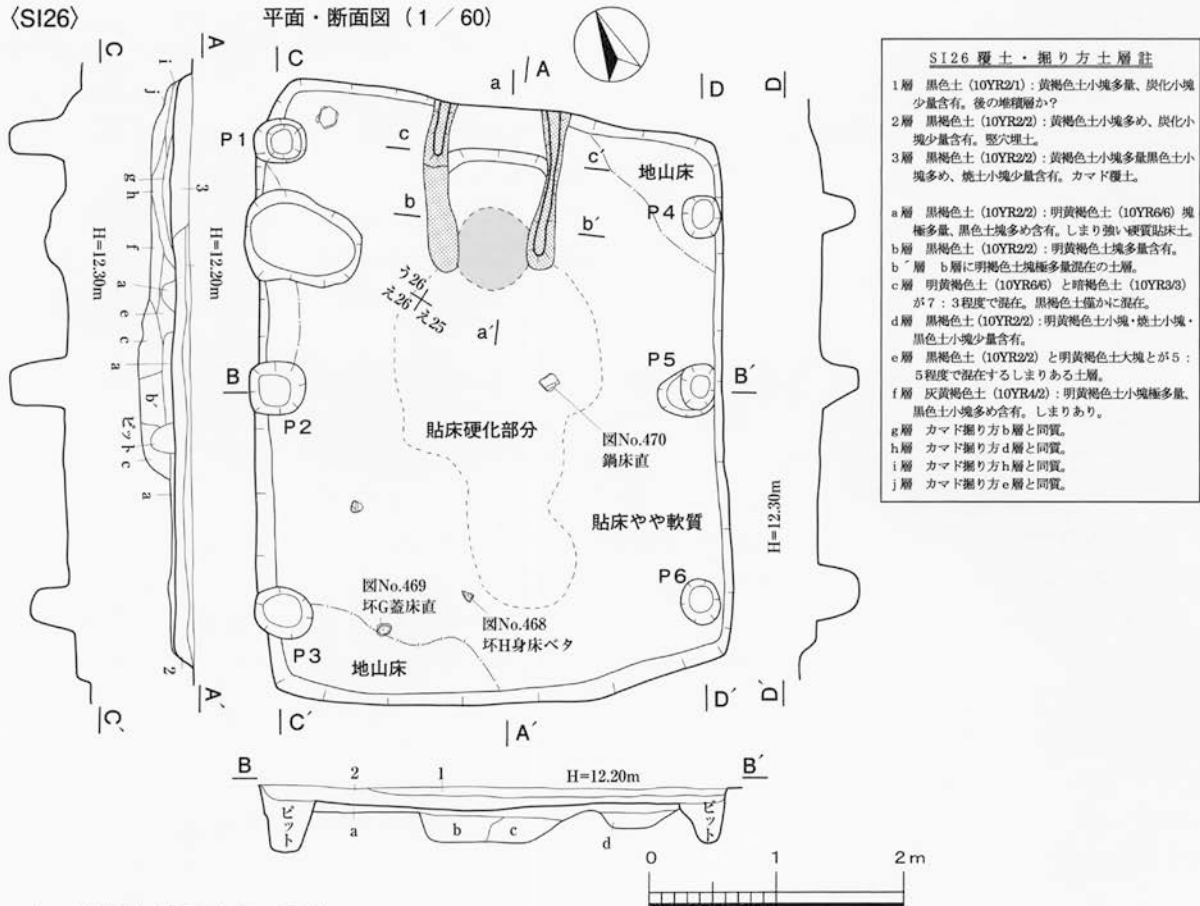 〈SI26〉
平面・断面図（1／60）
C
A
i
j
g
h
3
H=12.30m
H=12.20m
f
a
e
c
a
b′
ピット
c
a
2
C′
A′
C
a
A
D
D
P1
c
c′
地山床
b
b′
P4
う26
え26
え25
a′
B
P2
P5
B′
貼床硬化部分
図No.470
鍋床直
貼床やや軟質
H=12.30m
図No.469
坏G蓋床直
図No.468
坏H身床ベタ
P6
P3
地山床
C′
A′
D′
D′
B
2
1
H=12.20m
B′
ピット
a
b
c
d
ピット
0
1
2m
SI26 覆土・掘り方土層註
1層　黒色土（10YR2/1）：黄褐色土小塊多量、炭化小塊
少量含有。後の堆積層か？
2層　黒褐色土（10YR2/2）：黄褐色土小塊多め、炭化小
塊少量含有。竪穴埋土。
3層　黒褐色土（10YR2/2）：黄褐色土小塊多量黒色土小
塊多め、焼土小塊少量含有。カマド覆土。
a層　黒褐色土（10YR2/2）：明黄褐色土（10YR6/6）塊
極多量、黒色土塊多め含有。しまり強い硬質貼床土。
b層　黒褐色土（10YR2/2）：明黄褐色土塊多量含有。
b′層　b層に明褐色土塊極多量混在の土層。
c層　明黄褐色土（10YR6/6）と暗褐色土（10YR3/3）
が7：3程度で混在。黒褐色土僅かに混在。
d層　黒褐色土（10YR2/2）：明黄褐色土小塊・焼土小塊・
黒色土小塊少量含有。
e層　黒褐色土（10YR2/2）と明黄褐色土大塊とが5：
5程度で混在するしまりある土層。
f層　灰黄褐色土（10YR4/2）：明黄褐色土小塊極多量、
黒色土小塊多め含有。しまりあり。
g層　カマド掘り方b層と同質。
h層　カマド掘り方d層と同質。
i層　カマド掘り方h層と同質。
j層　カマド掘り方e層と同質。